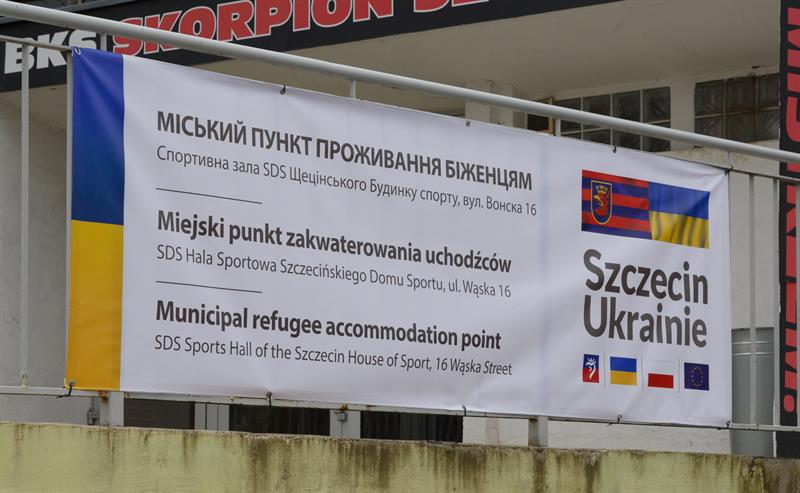 BKS SKORPION
МІСЬКИЙ ПУНКТ ПРОЖИВАННЯ БІЖЕНЦЯМ
Спортивна зала SDS Щецінського Будинку спорту, вул. Вонска 16
Miejski punkt zakwaterowania uchodźców
SDS Hala Sportowa Szczecińskiego Domu Sportu, ul. Wąska 16
Municipal refugee accommodation point
SDS Sports Hall of the Szczecin House of Sport, 16 Wąska Street
Szczecin
Ukrainie